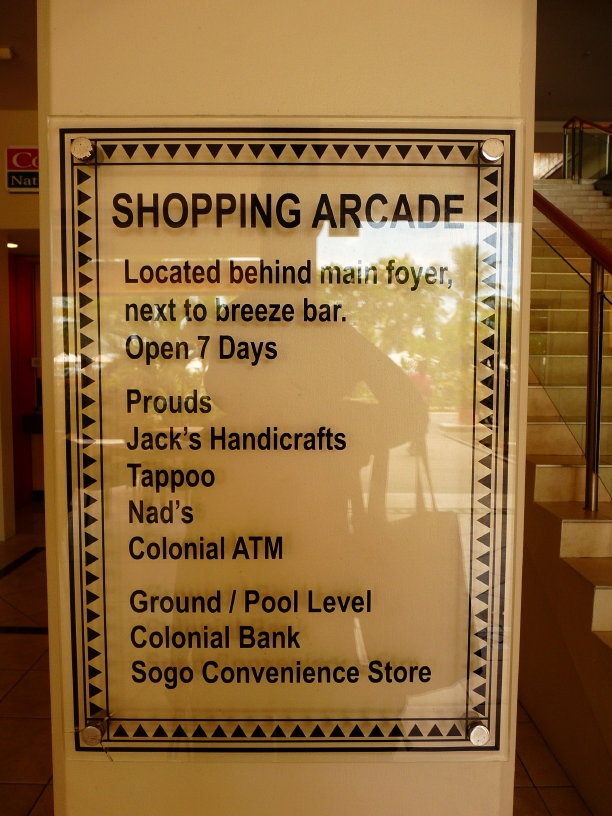 SHOPPING ARCADE
Located behind main foyer,
next to breeze bar.
Open 7 Days
Prouds
Jack's Handicrafts
Tappoo
Nad's
Colonial ATM
Ground / Pool Level
Colonial Bank
Sogo Convenience Store